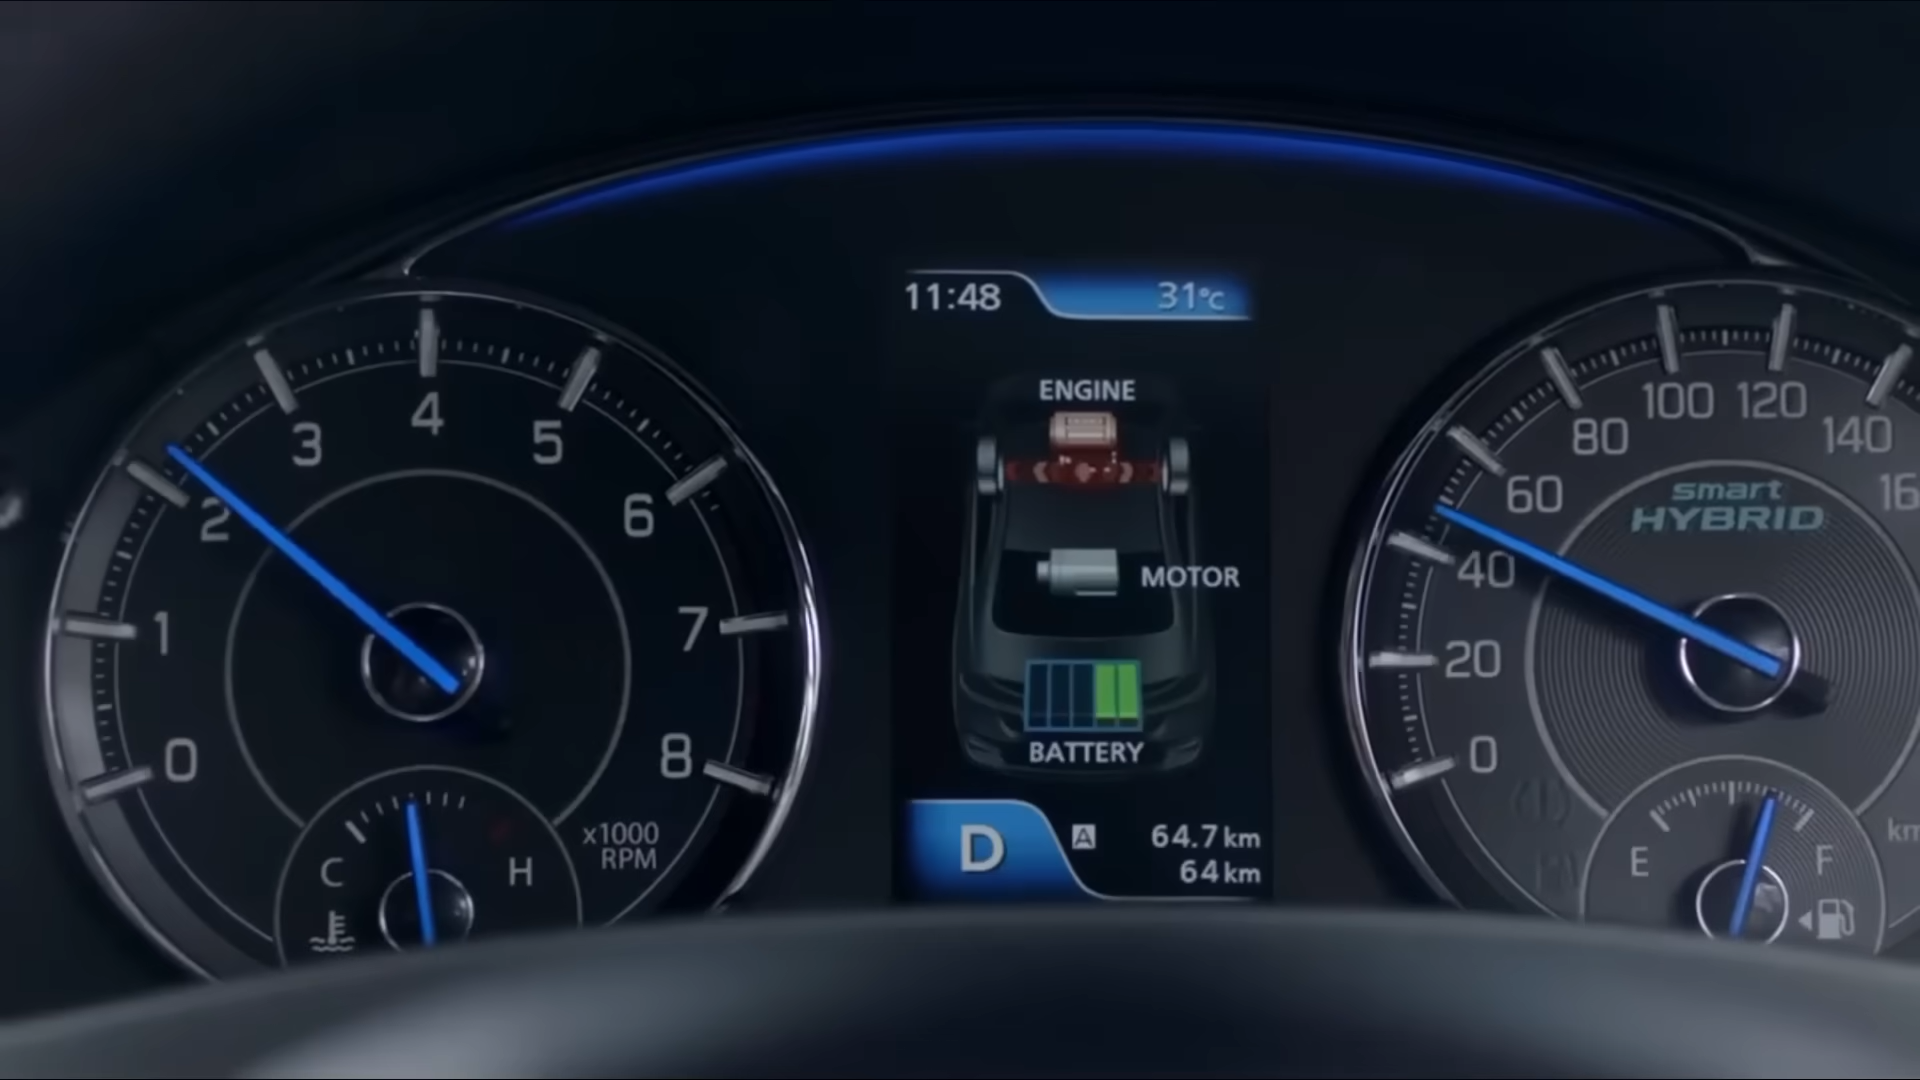 11:48 31°C
ENGINE
MOTOR
BATTERY
D A 64.7 km
64 km
0
1
2
3
4
5
6
7
8
x1000
RPM
C H
0
20
40
60
80
100
120
140
smart
HYBRID
E F